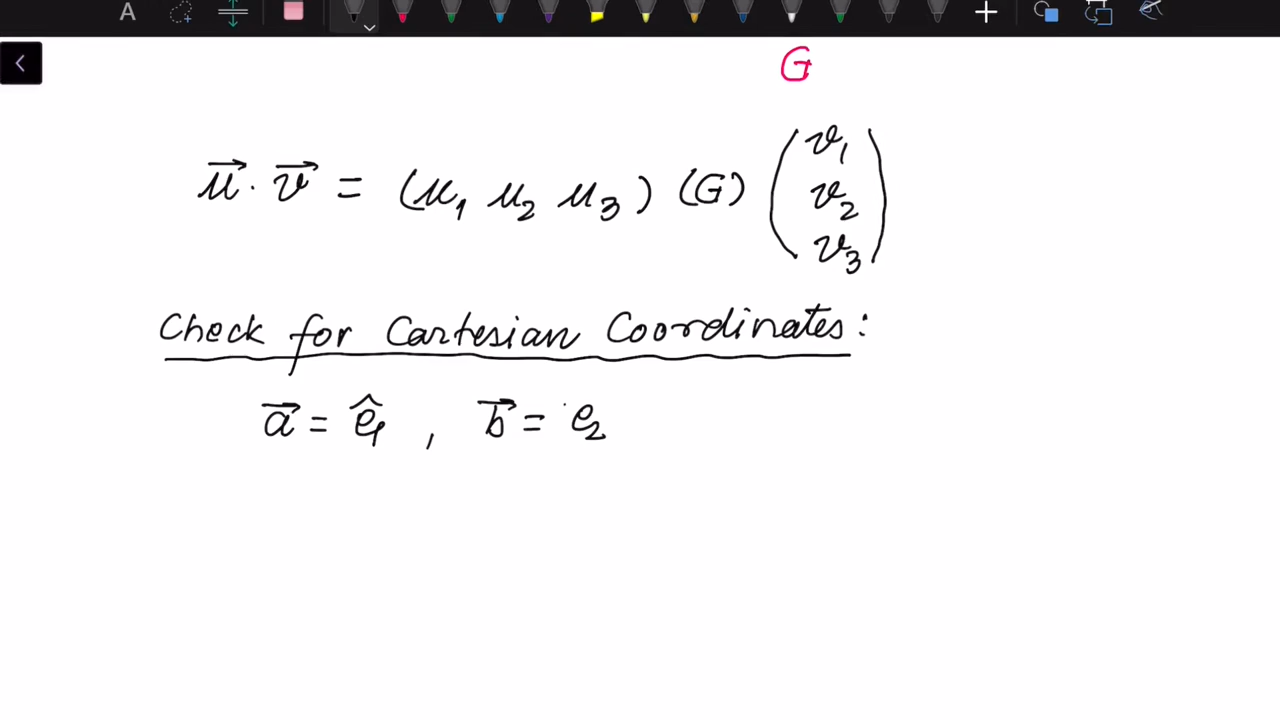 A
G
u⃗ · v⃗ = (u₁ u₂ u₃) (G) (v₁ v₂ v₃)
Check for Cartesian Coordinates:
a⃗ = ê₁ , b⃗ = e₂